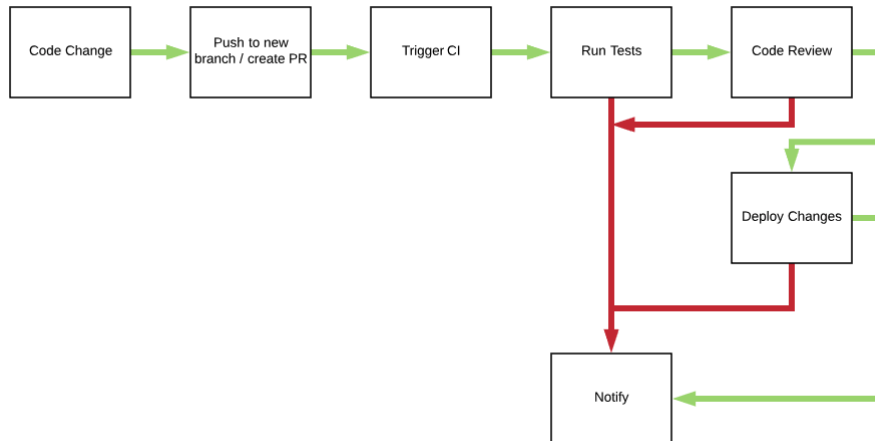 Code Change
Push to new
branch / create PR
Trigger CI
Run Tests
Code Review
Deploy Changes
Notify